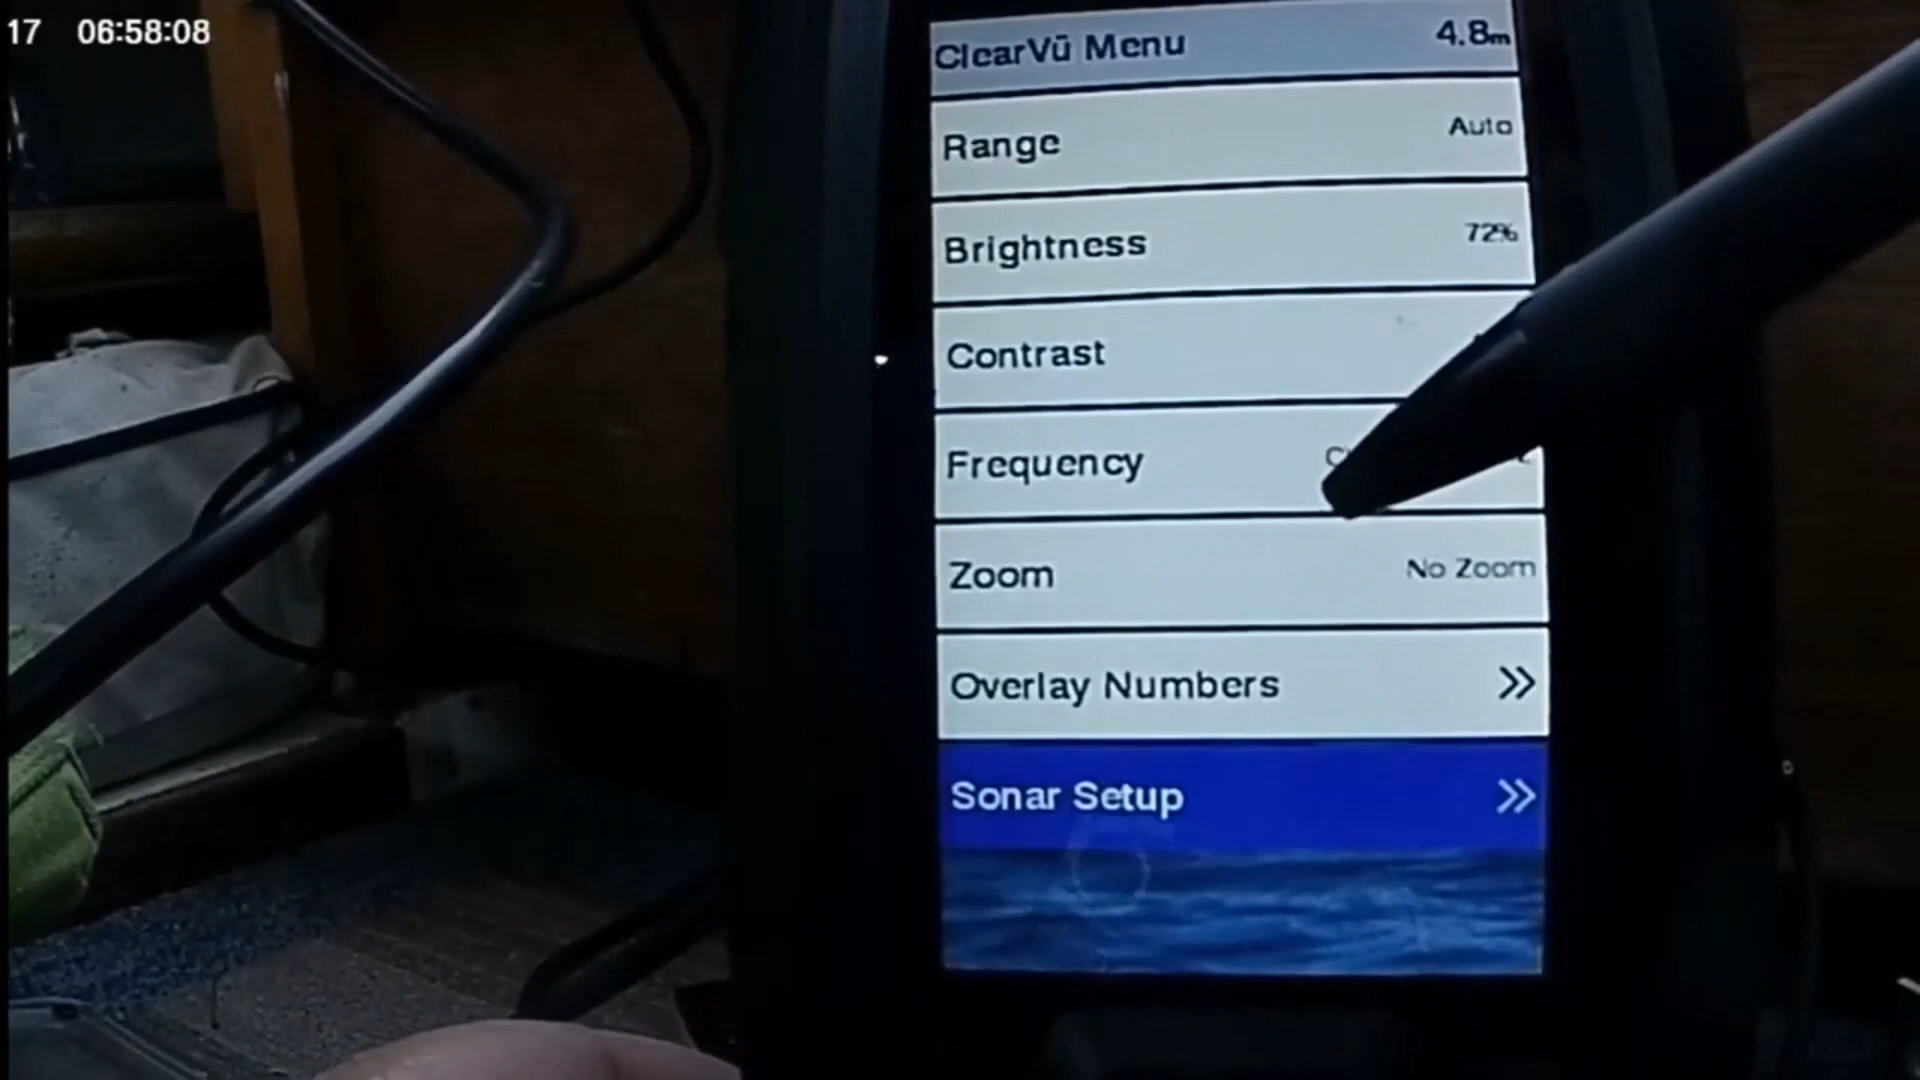 17 06:58:08
ClearVü Menu 4.8m
Range Auto
Brightness 72%
Contrast
Frequency
Zoom No Zoom
Overlay Numbers »
Sonar Setup »